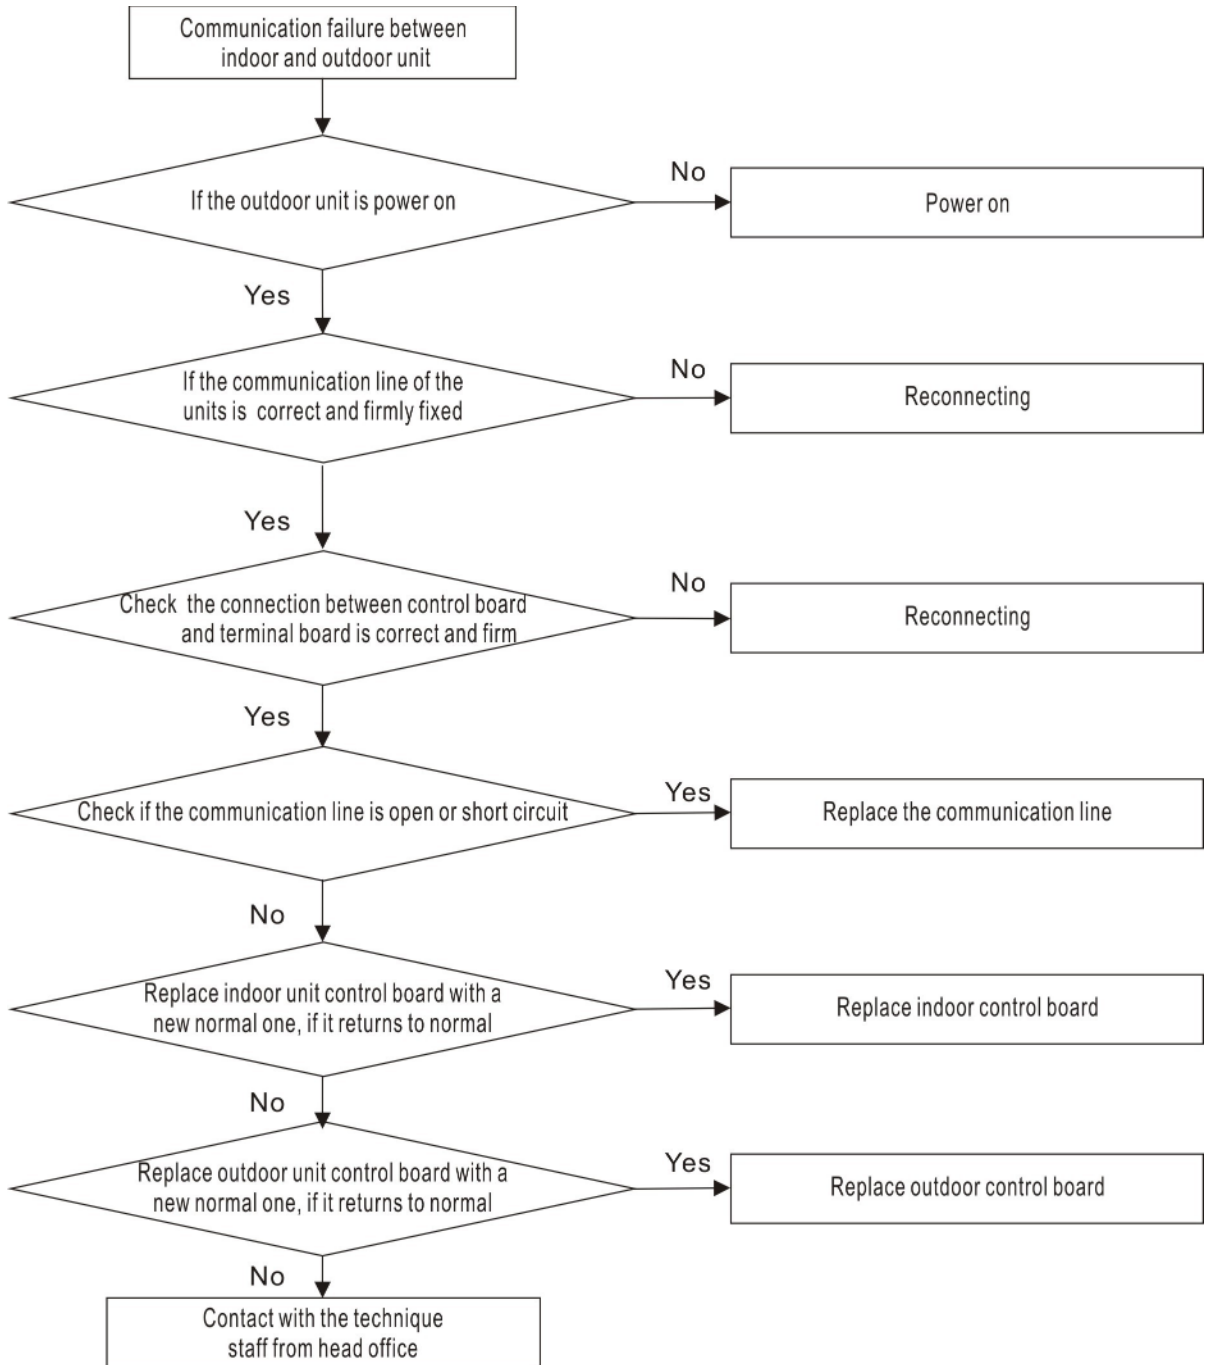 Communication failure between
indoor and outdoor unit
If the outdoor unit is power on
No
Power on
Yes
If the communication line of the
units is correct and firmly fixed
No
Reconnecting
Yes
Check the connection between control board
and terminal board is correct and firm
No
Reconnecting
Yes
Check if the communication line is open or short circuit
Yes
Replace the communication line
No
Replace indoor unit control board with a
new normal one, if it returns to normal
Yes
Replace indoor control board
No
Replace outdoor unit control board with a
new normal one, if it returns to normal
Yes
Replace outdoor control board
No
Contact with the technique
staff from head office